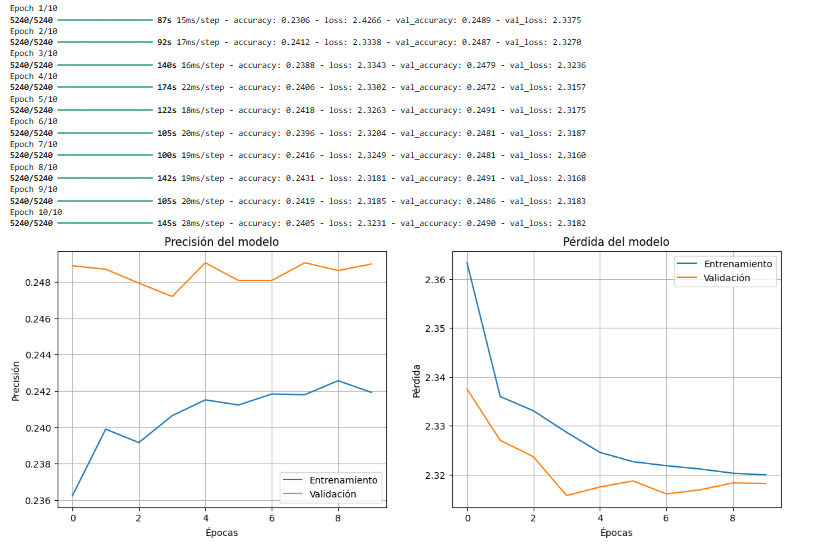 Epoch 1/10
5240/5240 ━━━━━━━━━━━━━━━━━━━━ 87s 15ms/step - accuracy: 0.2306 - loss: 2.4266 - val_accuracy: 0.2489 - val_loss: 2.3375
Epoch 2/10
5240/5240 ━━━━━━━━━━━━━━━━━━━━ 92s 17ms/step - accuracy: 0.2412 - loss: 2.3338 - val_accuracy: 0.2487 - val_loss: 2.3270
Epoch 3/10
5240/5240 ━━━━━━━━━━━━━━━━━━━━ 140s 16ms/step - accuracy: 0.2388 - loss: 2.3343 - val_accuracy: 0.2479 - val_loss: 2.3236
Epoch 4/10
5240/5240 ━━━━━━━━━━━━━━━━━━━━ 174s 22ms/step - accuracy: 0.2406 - loss: 2.3302 - val_accuracy: 0.2472 - val_loss: 2.3157
Epoch 5/10
5240/5240 ━━━━━━━━━━━━━━━━━━━━ 122s 18ms/step - accuracy: 0.2418 - loss: 2.3263 - val_accuracy: 0.2491 - val_loss: 2.3175
Epoch 6/10
5240/5240 ━━━━━━━━━━━━━━━━━━━━ 105s 20ms/step - accuracy: 0.2396 - loss: 2.3204 - val_accuracy: 0.2481 - val_loss: 2.3187
Epoch 7/10
5240/5240 ━━━━━━━━━━━━━━━━━━━━ 100s 19ms/step - accuracy: 0.2416 - loss: 2.3249 - val_accuracy: 0.2481 - val_loss: 2.3160
Epoch 8/10
5240/5240 ━━━━━━━━━━━━━━━━━━━━ 142s 19ms/step - accuracy: 0.2431 - loss: 2.3181 - val_accuracy: 0.2491 - val_loss: 2.3168
Epoch 9/10
5240/5240 ━━━━━━━━━━━━━━━━━━━━ 105s 20ms/step - accuracy: 0.2419 - loss: 2.3185 - val_accuracy: 0.2486 - val_loss: 2.3183
Epoch 10/10
5240/5240 ━━━━━━━━━━━━━━━━━━━━ 145s 28ms/step - accuracy: 0.2405 - loss: 2.3231 - val_accuracy: 0.2490 - val_loss: 2.3182
Precisión del modelo
Precisión
0.248
0.246
0.244
0.242
0.240
0.238
0.236
0
2
4
6
8
Épocas
Entrenamiento
Validación
Pérdida del modelo
Pérdida
2.36
2.35
2.34
2.33
2.32
0
2
4
6
8
Épocas
Entrenamiento
Validación